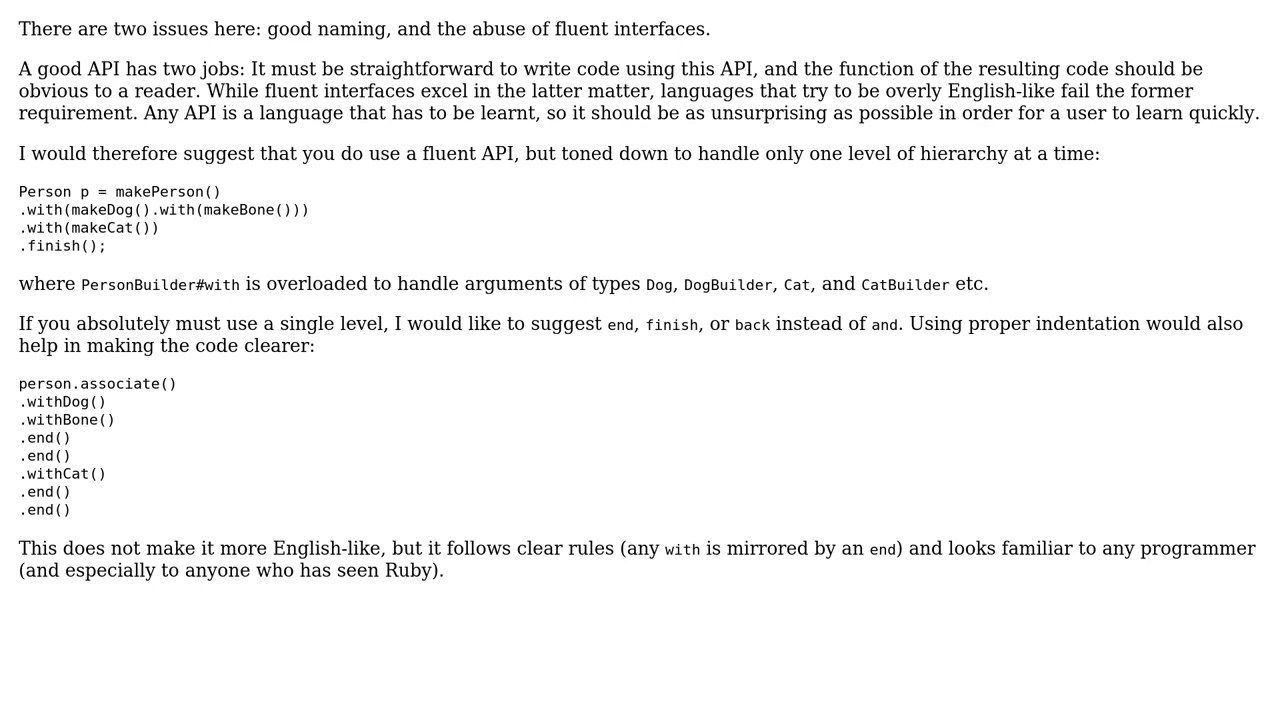 There are two issues here: good naming, and the abuse of fluent interfaces.
A good API has two jobs: It must be straightforward to write code using this API, and the function of the resulting code should be
obvious to a reader. While fluent interfaces excel in the latter matter, languages that try to be overly English-like fail the former
requirement. Any API is a language that has to be learnt, so it should be as unsurprising as possible in order for a user to learn quickly.
I would therefore suggest that you do use a fluent API, but toned down to handle only one level of hierarchy at a time:
Person p = makePerson()
.with(makeDog().with(makeBone()))
.with(makeCat())
.finish();
where PersonBuilder#with is overloaded to handle arguments of types Dog, DogBuilder, Cat, and CatBuilder etc.
If you absolutely must use a single level, I would like to suggest end, finish, or back instead of and. Using proper indentation would also
help in making the code clearer:
person.associate()
.withDog()
.withBone()
.end()
.end()
.withCat()
.end()
.end()
This does not make it more English-like, but it follows clear rules (any with is mirrored by an end) and looks familiar to any programmer
(and especially to anyone who has seen Ruby).